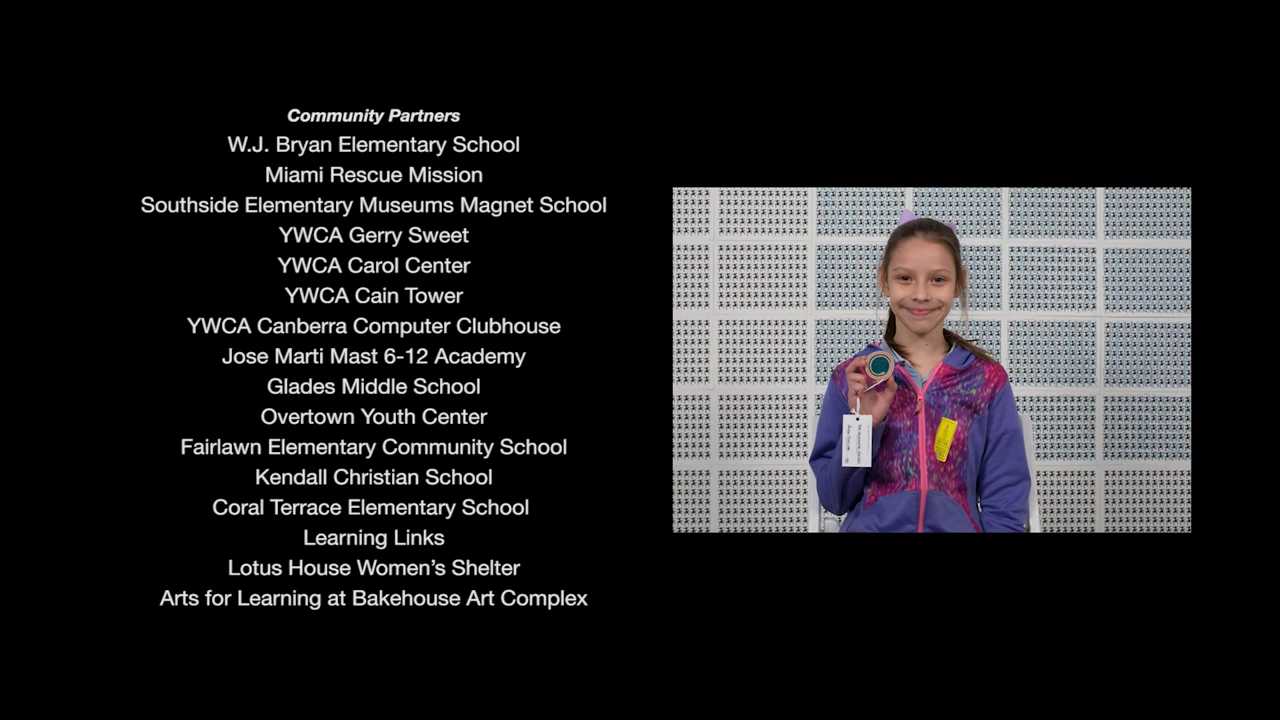 Community Partners
W.J. Bryan Elementary School
Miami Rescue Mission
Southside Elementary Museums Magnet School
YWCA Gerry Sweet
YWCA Carol Center
YWCA Cain Tower
YWCA Canberra Computer Clubhouse
Jose Marti Mast 6-12 Academy
Glades Middle School
Overtown Youth Center
Fairlawn Elementary Community School
Kendall Christian School
Coral Terrace Elementary School
Learning Links
Lotus House Women's Shelter
Arts for Learning at Bakehouse Art Complex